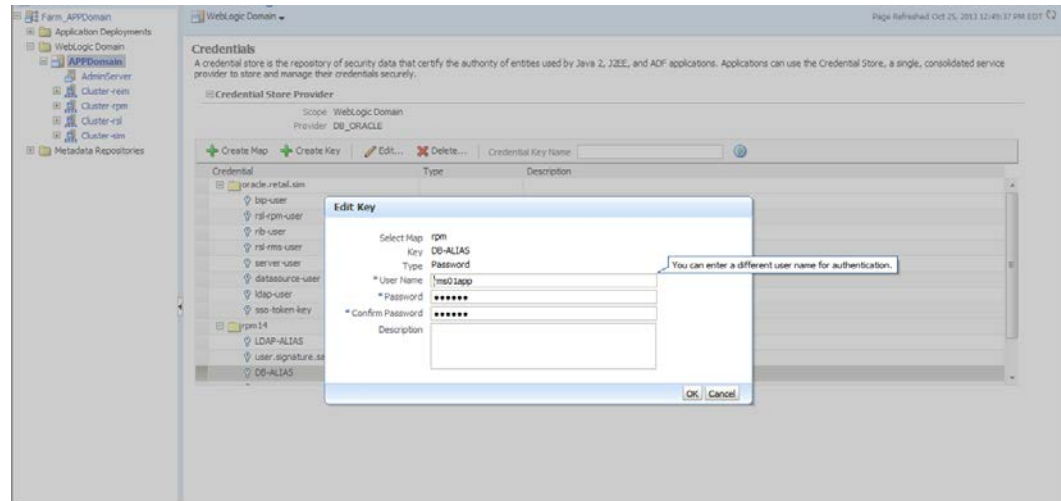 Farm_APPDomain
Application Deployments
WebLogic Domain
APPDomain
AdminServer
Cluster-reim
Cluster-rpm
Cluster-rsl
Cluster-sim
Metadata Repositories
WebLogic Domain
Page Refreshed Oct 25, 2013 12:49:37 PM EDT
Credentials
A credential store is the repository of security data that certify the authority of entities used by Java 2, J2EE, and ADF applications. Applications can use the Credential Store, a single, consolidated service
provider to store and manage their credentials securely.
Credential Store Provider
Scope WebLogic Domain
Provider DB_ORACLE
Create Map Create Key Edit... Delete... Credential Key Name
Credential Type Description
oracle.retail.sim
bip-user
rsl-rpm-user
rib-user
rsl-rms-user
server-user
datasource-user
ldap-user
sso-token-key
rpm14
LDAP-ALIAS
DB-ALIAS
Edit Key
Select Map rpm
Key DB-ALIAS
Type Password
* User Name
* Password ••••••
* Confirm Password ••••••
Description
You can enter a different user name for authentication.
OK Cancel